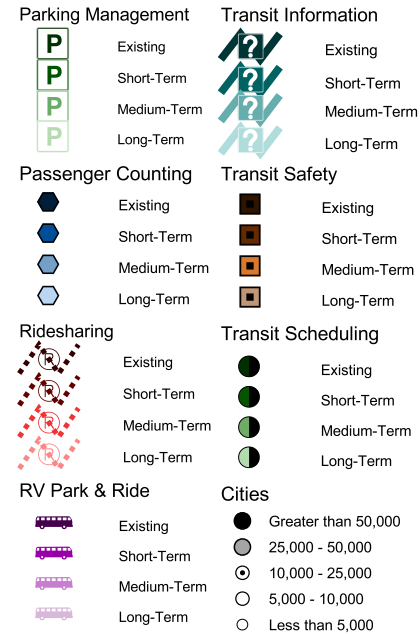 Parking Management
P Existing
P Short-Term
P Medium-Term
P Long-Term
Transit Information
? Existing
? Short-Term
? Medium-Term
? Long-Term
Passenger Counting
Existing
Short-Term
Medium-Term
Long-Term
Transit Safety
Existing
Short-Term
Medium-Term
Long-Term
Ridesharing
R Existing
R Short-Term
R Medium-Term
R Long-Term
Transit Scheduling
Existing
Short-Term
Medium-Term
Long-Term
RV Park & Ride
Existing
Short-Term
Medium-Term
Long-Term
Cities
Greater than 50,000
25,000 - 50,000
10,000 - 25,000
5,000 - 10,000
Less than 5,000